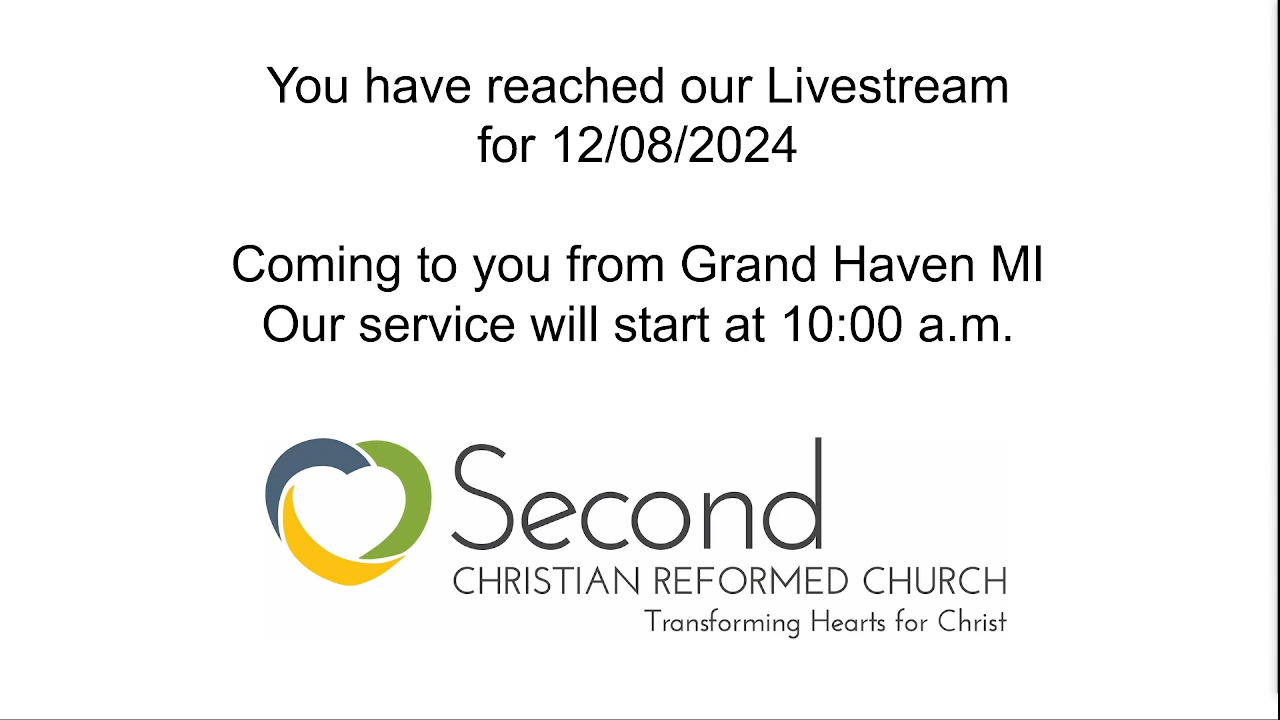 You have reached our Livestream
for 12/08/2024
Coming to you from Grand Haven MI
Our service will start at 10:00 a.m.
Second
CHRISTIAN REFORMED CHURCH
Transforming Hearts for Christ